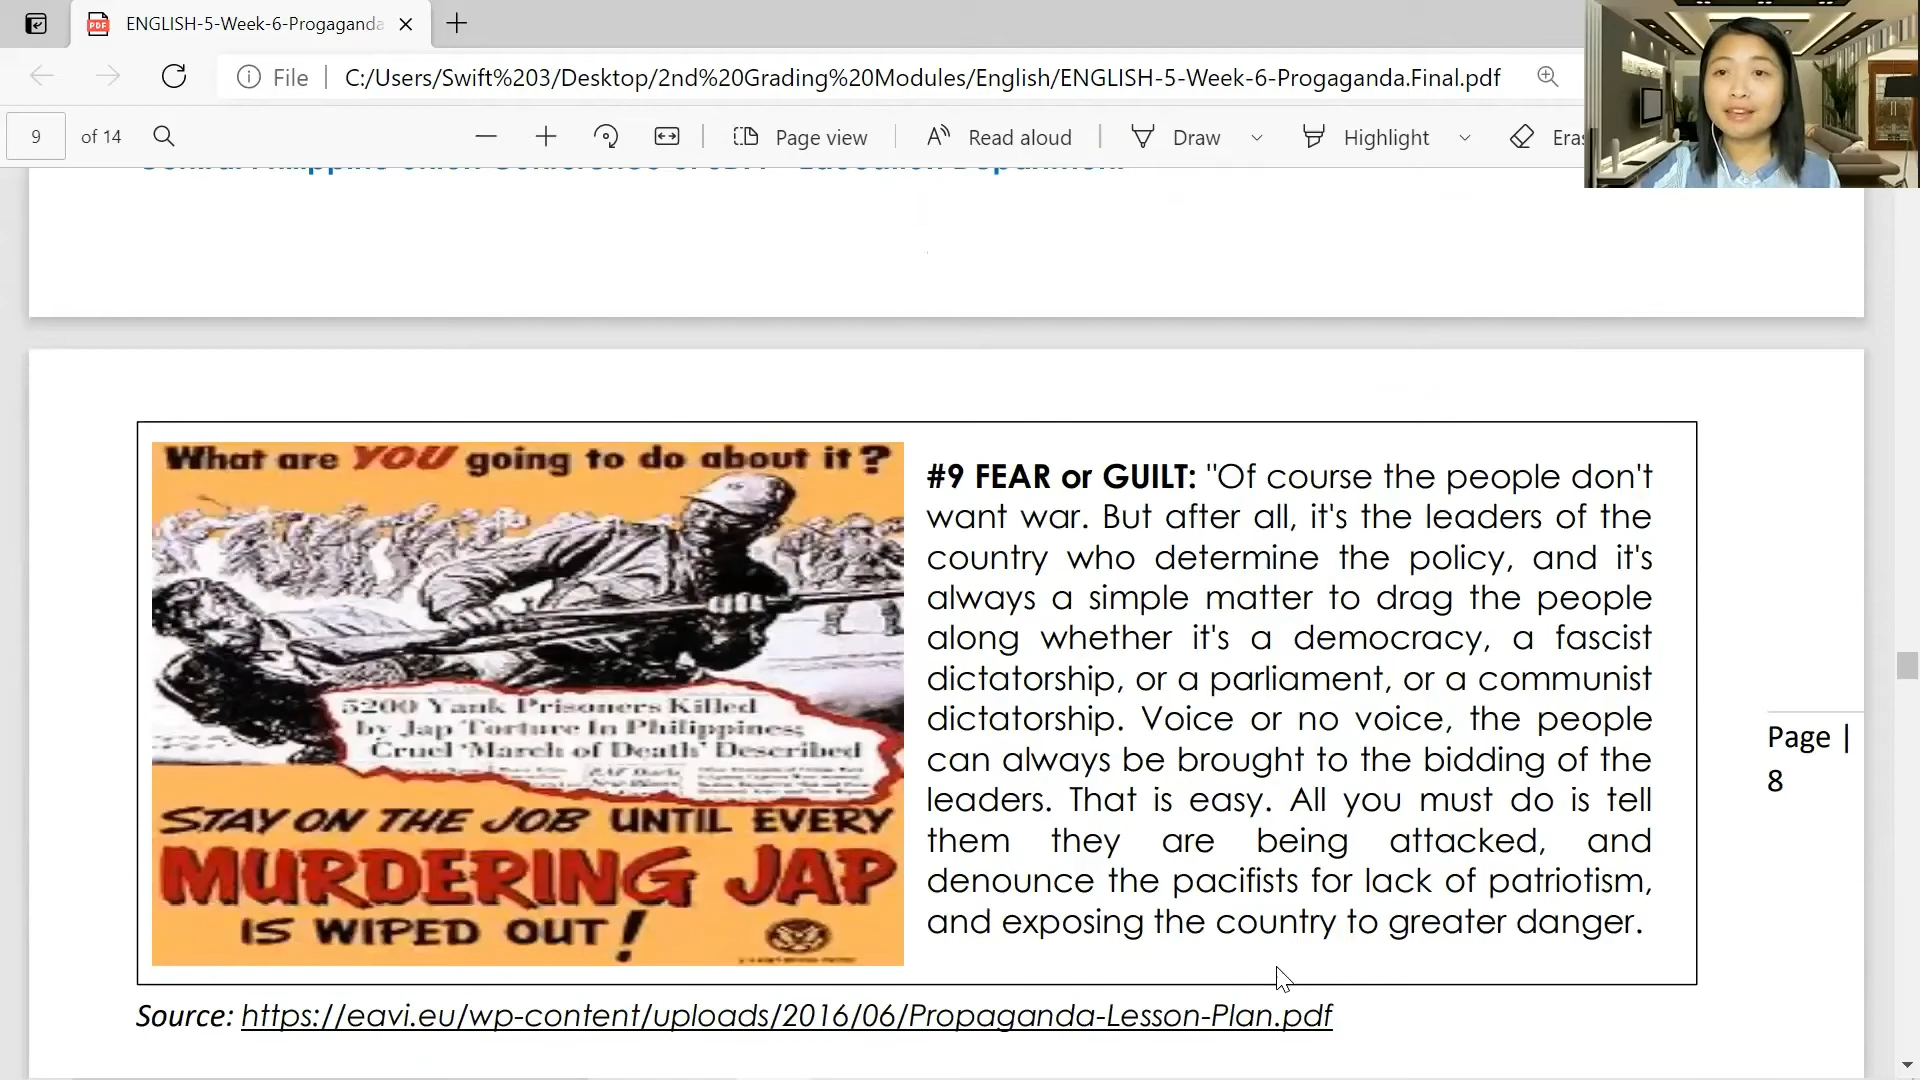 ENGLISH-5-Week-6-Progaganda
File
C:/Users/Swift%203/Desktop/2nd%20Grading%20Modules/English/ENGLISH-5-Week-6-Progaganda.Final.pdf
9 of 14
Page view
Read aloud
Draw
Highlight
Eras
What are YOU going to do about it?
5200 Yank Prisoners Killed
by Jap Torture In Philippines;
Cruel 'March of Death' Described
STAY ON THE JOB UNTIL EVERY
MURDERING JAP
IS WIPED OUT!
#9 FEAR or GUILT: "Of course the people don't
want war. But after all, it's the leaders of the
country who determine the policy, and it's
always a simple matter to drag the people
along whether it's a democracy, a fascist
dictatorship, or a parliament, or a communist
dictatorship. Voice or no voice, the people
can always be brought to the bidding of the
leaders. That is easy. All you must do is tell
them they are being attacked, and
denounce the pacifists for lack of patriotism,
and exposing the country to greater danger.
Page |
8
Source: https://eavi.eu/wp-content/uploads/2016/06/Propaganda-Lesson-Plan.pdf